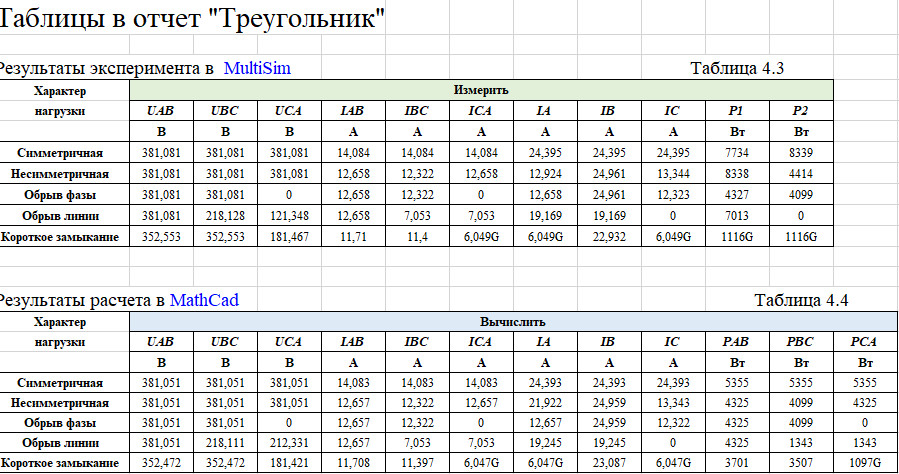 Таблицы в отчет "Треугольник"
Результаты эксперимента в MultiSim Таблица 4.3
Характер Измерить
нагрузки UAB UBC UCA IAB IBC ICA IA IB IC P1 P2
В В В А А А А А А Вт Вт
Симметричная 381,081 381,081 381,081 14,084 14,084 14,084 24,395 24,395 24,395 7734 8339
Несимметричная 381,081 381,081 381,081 12,658 12,322 12,658 12,924 24,961 13,344 8338 4414
Обрыв фазы 381,081 381,081 0 12,658 12,322 0 12,658 24,961 12,323 4327 4099
Обрыв линии 381,081 218,128 121,348 12,658 7,053 7,053 19,169 19,169 0 7013 0
Короткое замыкание 352,553 352,553 181,467 11,71 11,4 6,049G 6,049G 22,932 6,049G 1116G 1116G
Результаты расчета в MathCad Таблица 4.4
Характер Вычислить
нагрузки UAB UBC UCA IAB IBC ICA IA IB IC PAB PBC PCA
В В В А А А А А А Вт Вт Вт
Симметричная 381,051 381,051 381,051 14,083 14,083 14,083 24,393 24,393 24,393 5355 5355 5355
Несимметричная 381,051 381,051 381,051 12,657 12,322 12,657 21,922 24,959 13,343 4325 4099 4325
Обрыв фазы 381,051 381,051 0 12,657 12,322 0 12,657 24,959 12,322 4325 4099 0
Обрыв линии 381,051 218,111 212,331 12,657 7,053 7,053 19,245 19,245 0 4325 1343 1343
Короткое замыкание 352,472 352,472 181,421 11,708 11,397 6,047G 6,047G 23,087 6,047G 3701 3507 1097G